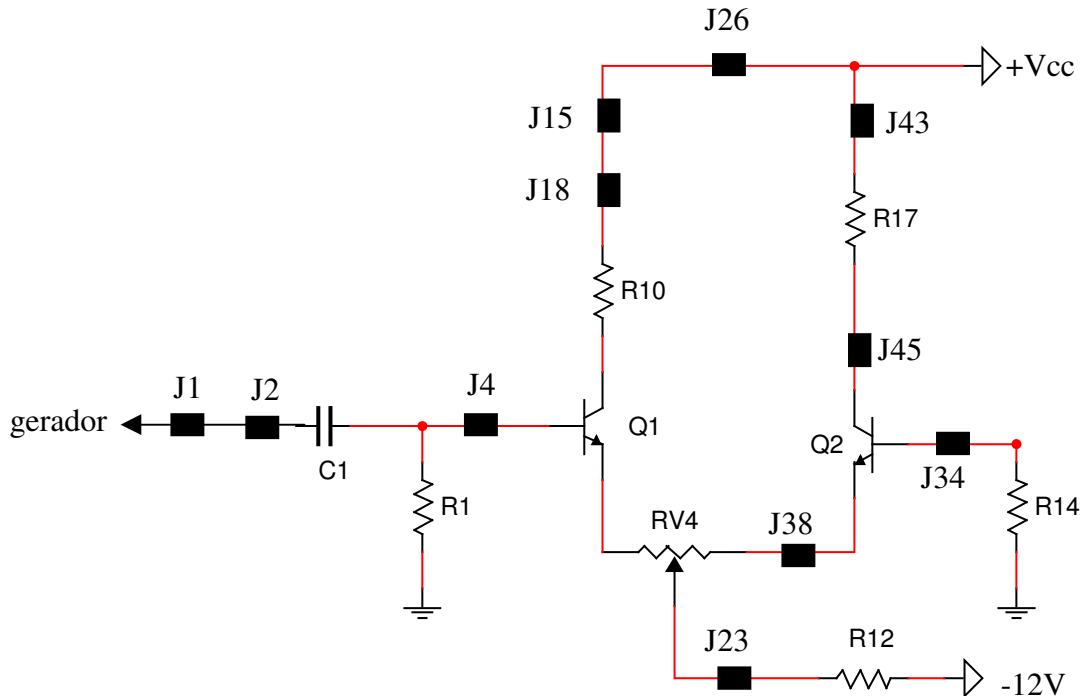 J26
+Vcc
J15
J43
J18
R17
R10
J45
J1
J2
J4
gerador
Q1
Q2
C1
J34
R1
R14
RV4
J38
J23
R12
-12V